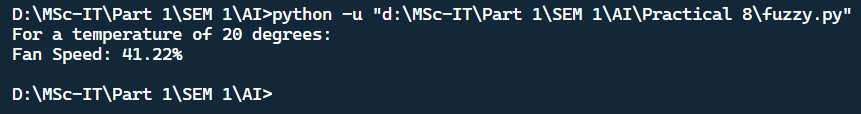 D:\MSc-IT\Part 1\SEM 1\AI>python -u "d:\MSc-IT\Part 1\SEM 1\AI\Practical 8\fuzzy.py"
For a temperature of 20 degrees:
Fan Speed: 41.22%
D:\MSc-IT\Part 1\SEM 1\AI>